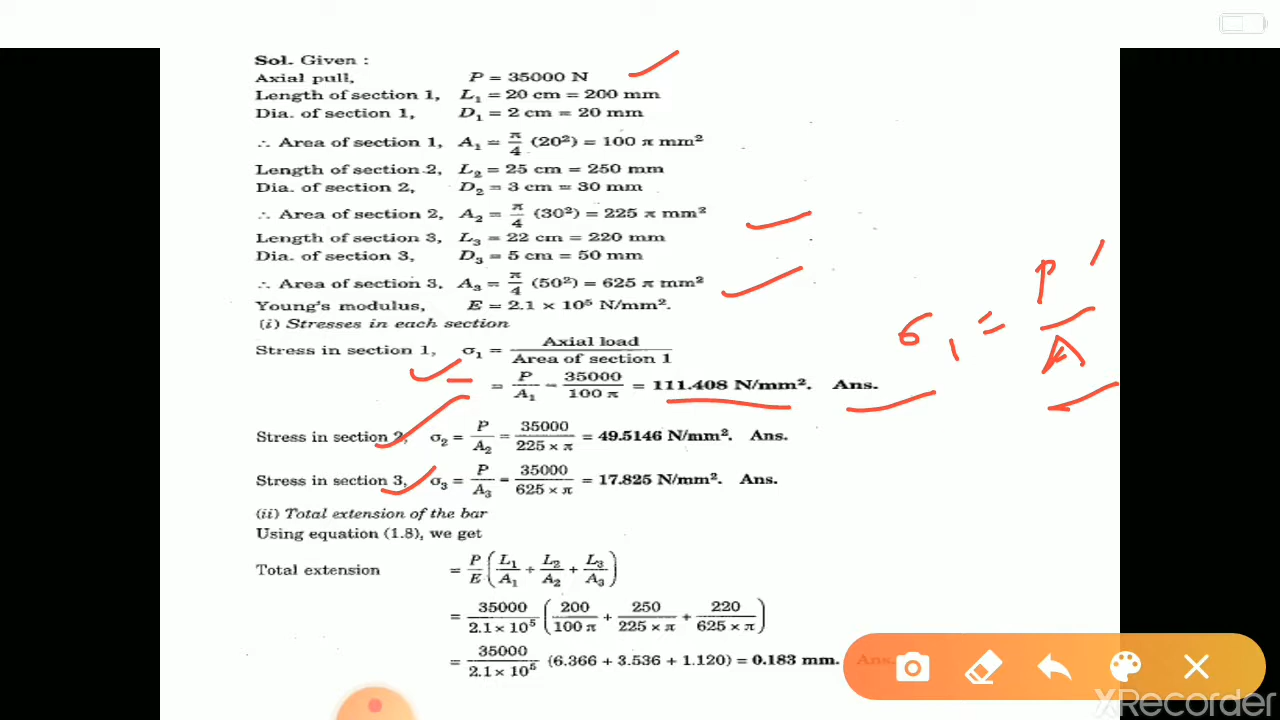 Sol. Given :
Axial pull, P = 35000 N
Length of section 1, L₁ = 20 cm = 200 mm
Dia. of section 1, D₁ = 2 cm = 20 mm
∴ Area of section 1, A₁ = π/4 (20²) = 100 π mm²
Length of section 2, L₂ = 25 cm = 250 mm
Dia. of section 2, D₂ = 3 cm = 30 mm
∴ Area of section 2, A₂ = π/4 (30²) = 225 π mm²
Length of section 3, L₃ = 22 cm = 220 mm
Dia. of section 3, D₃ = 5 cm = 50 mm
∴ Area of section 3, A₃ = π/4 (50²) = 625 π mm²
Young's modulus, E = 2.1 × 10⁵ N/mm².
(i) Stresses in each section
Stress in section 1, σ₁ = Axial load / Area of section 1
= P/A₁ = 35000/100 π = 111.408 N/mm². Ans.
σ₁ = P/A
Stress in section 2, σ₂ = P/A₂ = 35000/225 × π = 49.5146 N/mm². Ans.
Stress in section 3, σ₃ = P/A₃ = 35000/625 × π = 17.825 N/mm². Ans.
(ii) Total extension of the bar
Using equation (1.8), we get
Total extension = P/E (L₁/A₁ + L₂/A₂ + L₃/A₃)
= 35000/2.1 × 10⁵ (200/100 π + 250/225 × π + 220/625 × π)
= 35000/2.1 × 10⁵ (6.366 + 3.536 + 1.120) = 0.183 mm. Ans.
XRecorder